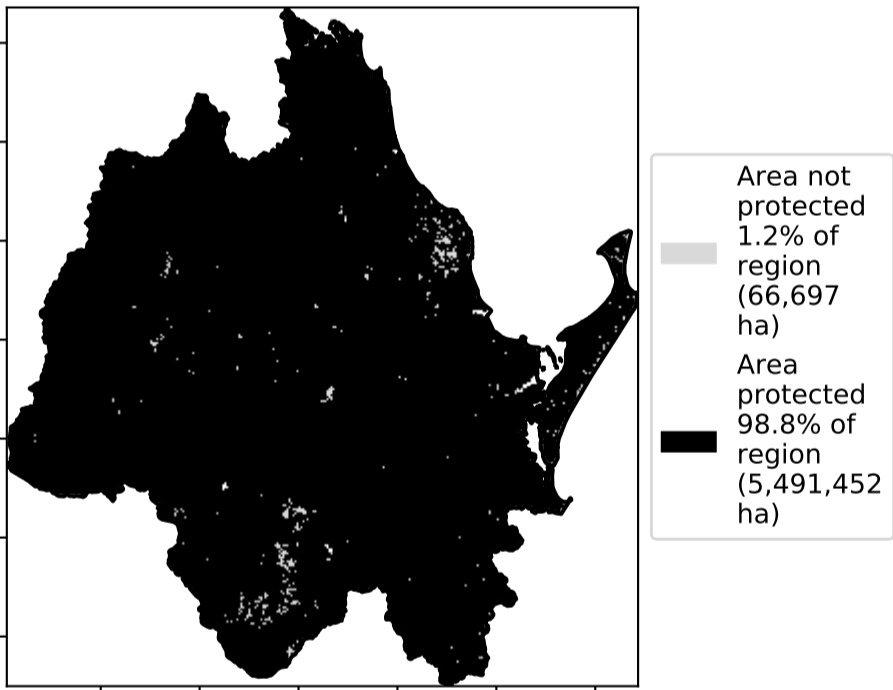 Area not
protected
1.2% of
region
(66,697
ha)
Area
protected
98.8% of
region
(5,491,452
ha)